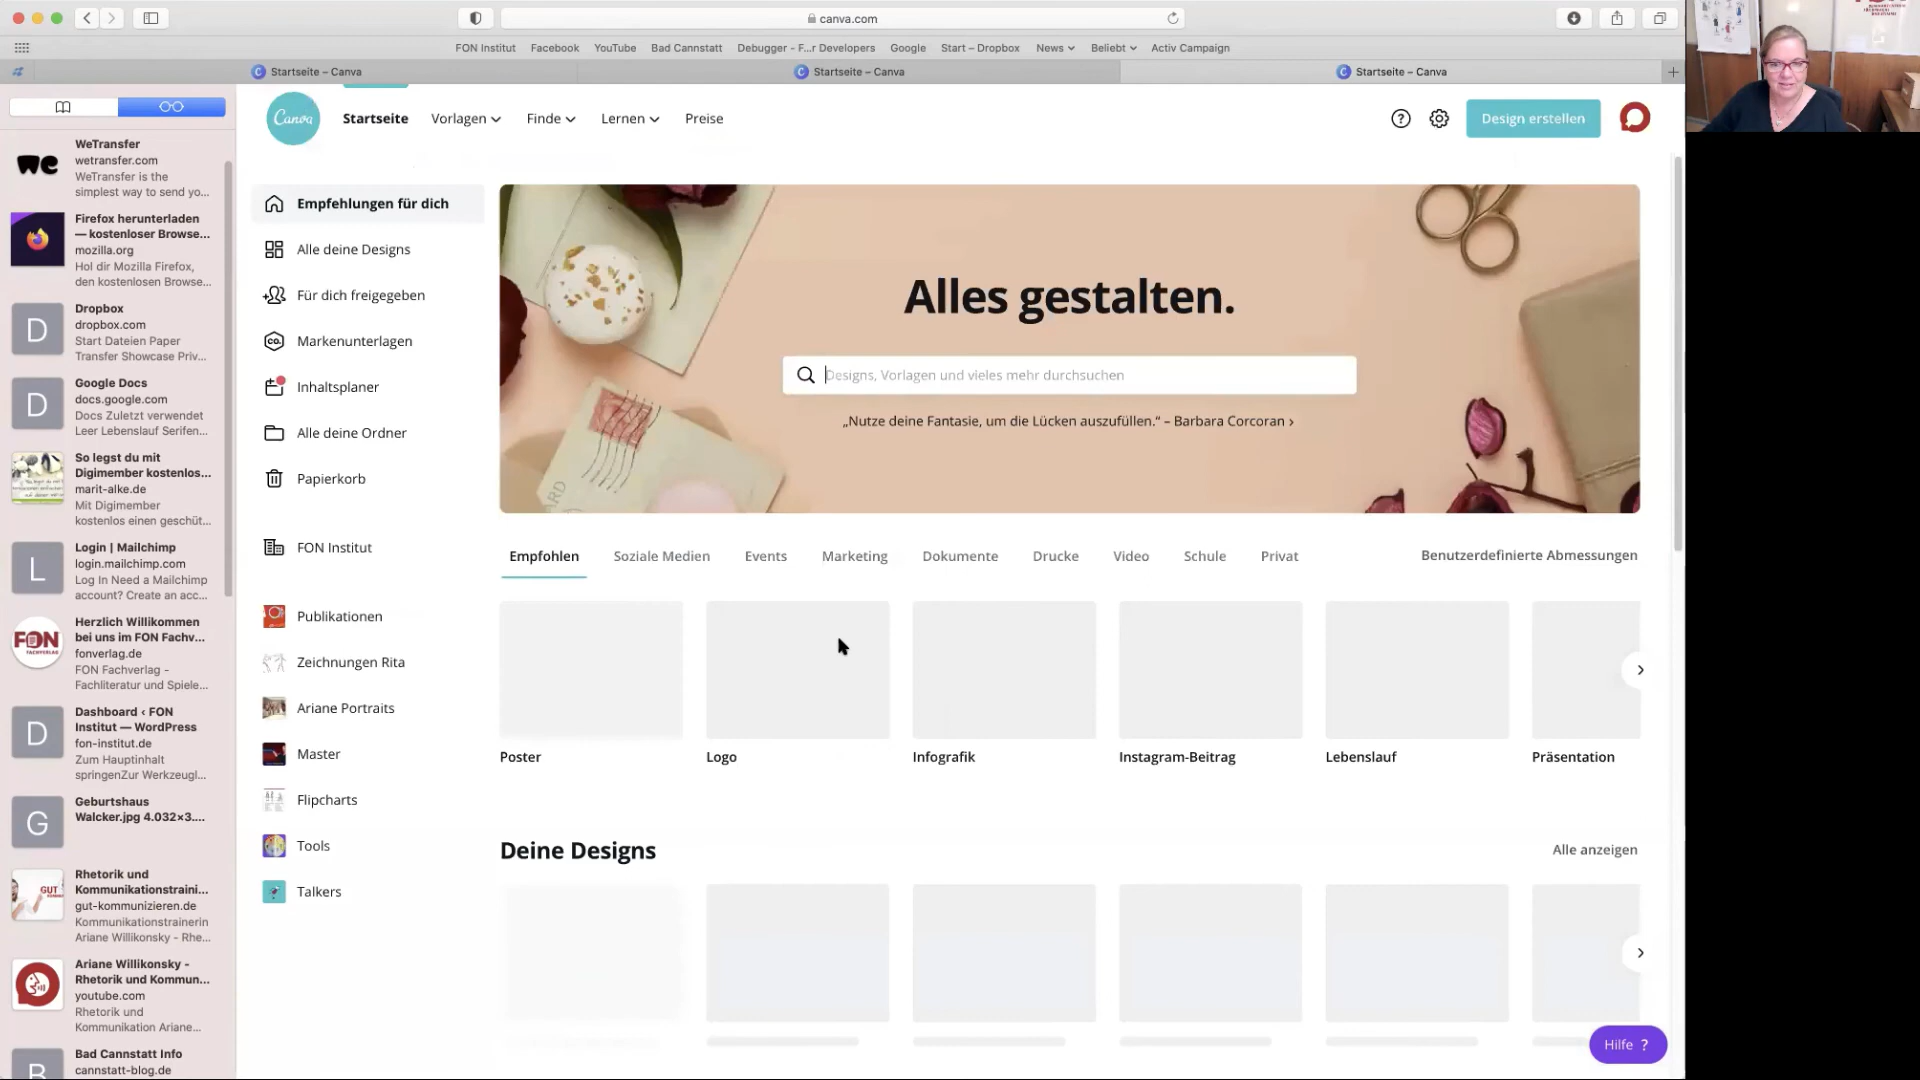 canva.com
FON Institut
Facebook
YouTube
Bad Cannstatt
Debugger - F...r Developers
Google
Start – Dropbox
News
Beliebt
Activ Campaign
Startseite – Canva
Startseite – Canva
Startseite – Canva
WeTransfer
wetransfer.com
WeTransfer is the
simplest way to send yo...
Firefox herunterladen
— kostenloser Browse...
mozilla.org
Hol dir Mozilla Firefox,
den kostenlosen Browse...
D
Dropbox
dropbox.com
Start Dateien Paper
Transfer Showcase Priv...
D
Google Docs
docs.google.com
Docs Zuletzt verwendet
Leer Lebenslauf Serifen...
So legst du mit
Digimember kostenlos...
marit-alke.de
Mit Digimember
kostenlos einen geschüt...
L
Login | Mailchimp
login.mailchimp.com
Log In Need a Mailchimp
account? Create an acc...
FON
FACHVERLAG
Herzlich Willkommen
bei uns im FON Fachv...
fonverlag.de
FON Fachverlag -
Fachliteratur und Spiele...
D
Dashboard ‹ FON
Institut — WordPress
fon-institut.de
Zum Hauptinhalt
springenZur Werkzeugl...
G
Geburtshaus
Walcker.jpg 4.032×3....
GUT
Rhetorik und
Kommunikationstraini...
gut-kommunizieren.de
Kommunikationstrainerin
Ariane Willikonsky - Rhe...
Ariane Willikonsky -
Rhetorik und Kommun...
youtube.com
Rhetorik und
Kommunikation Ariane...
B
Bad Cannstatt Info
cannstatt-blog.de
Canva
Startseite
Vorlagen
Finde
Lernen
Preise
Design erstellen
Empfehlungen für dich
Alle deine Designs
Für dich freigegeben
Markenunterlagen
Inhaltsplaner
Alle deine Ordner
Papierkorb
FON Institut
Publikationen
Zeichnungen Rita
Ariane Portraits
Master
Flipcharts
Tools
Talkers
Alles gestalten.
Designs, Vorlagen und vieles mehr durchsuchen
„Nutze deine Fantasie, um die Lücken auszufüllen.“ – Barbara Corcoran ›
Empfohlen
Soziale Medien
Events
Marketing
Dokumente
Drucke
Video
Schule
Privat
Benutzerdefinierte Abmessungen
Poster
Logo
Infografik
Instagram-Beitrag
Lebenslauf
Präsentation
Deine Designs
Alle anzeigen
Hilfe ?